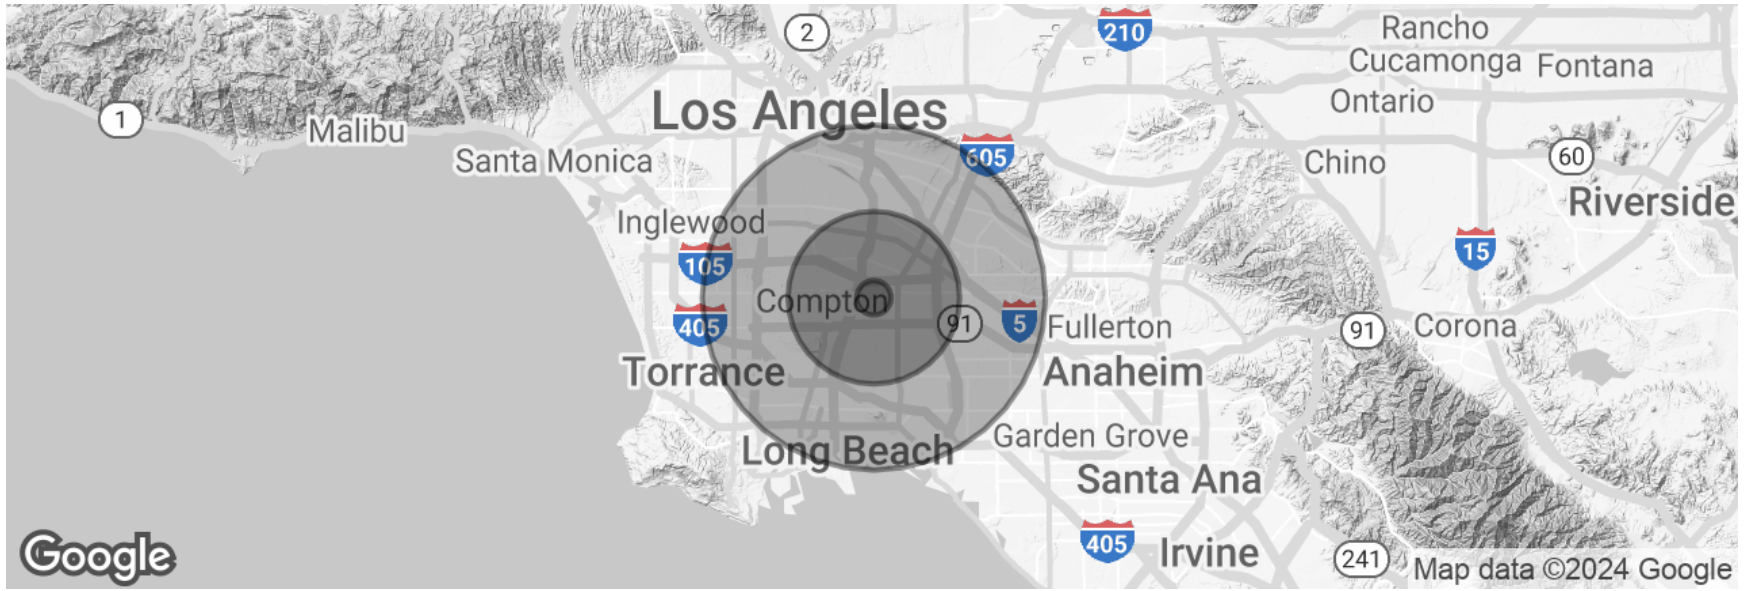 2
210
Rancho
Cucamonga
Fontana
Ontario
1
Malibu
Los Angeles
Santa Monica
605
Chino
60
Riverside
Inglewood
105
15
Compton
405
91
5
Fullerton
91
Corona
Torrance
Anaheim
Long Beach
Garden Grove
Santa Ana
405
Irvine
241
Google
Map data ©2024 Google